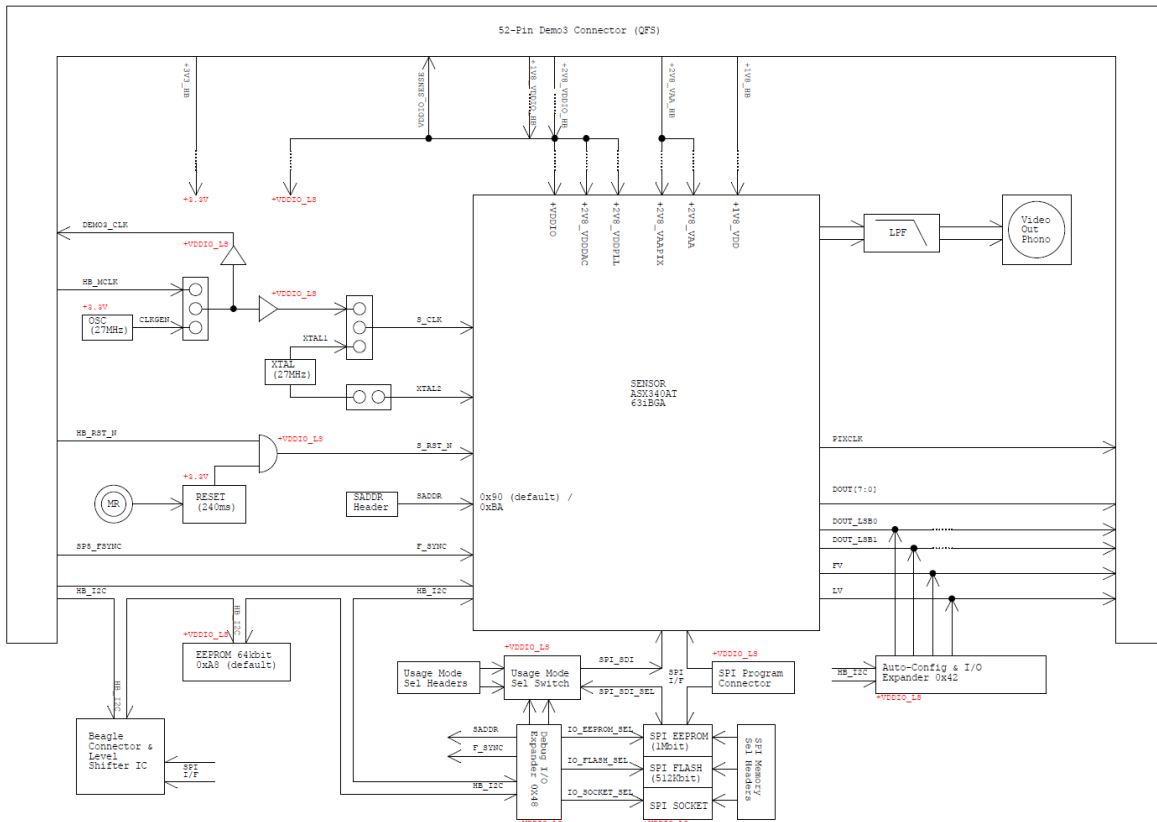 52-Pin Demo3 Connector (QFS)
+3V3_HB
VDDIO_SENSE
+1V8_VDDIO_HB
+2V8_VDDIO_HB
+2V8_VAA_HB
+1V8_HB
+3.3V
+VDDIO_LS
+VDDIO
+2V8_VDDDAC
+2V8_VDDPLL
+2V8_VAAPIX
+2V8_VAA
+1V8_VDD
DEMO3_CLK
+VDDIO_LS
LPF
Video
Out
Phono
HB_MCLK
+VDDIO_LS
+3.3V
OSC
(27MHz)
CLKGEN
S_CLK
XTAL1
XTAL
(27MHz)
XTAL2
SENSOR
ASX340AT
63iBGA
HB_RST_N
+VDDIO_LS
S_RST_N
PIXCLK
+3.3V
MR
RESET
(240ms)
SADDR
Header
SADDR
0x90 (default) /
0xBA
DOUT[7:0]
DOUT_LSB0
DOUT_LSB1
SPS_FSYNC
F_SYNC
FV
HB_I2C
HB_I2C
LV
HB_I2C
+VDDIO_LS
EEPROM 64kbit
0xA8 (default)
+VDDIO_LS
Usage Mode
Sel Headers
Usage Mode
Sel Switch
SPI_SDI
SPI_SDI_SEL
SPI
I/F
+VDDIO_LS
SPI Program
Connector
HB_I2C
Auto-Config & I/O
Expander 0x42
+VDDIO_LS
HB_I2C
Beagle
Connector &
Level
Shifter IC
SPI
I/F
SADDR
F_SYNC
HB_I2C
Debug I/O
Expander 0X48
+VDDIO_LS
IO_EEPROM_SEL
IO_FLASH_SEL
IO_SOCKET_SEL
SPI EEPROM
(1Mbit)
SPI FLASH
(512Kbit)
SPI SOCKET
+VDDIO_LS
SPI Memory
Sel Headers